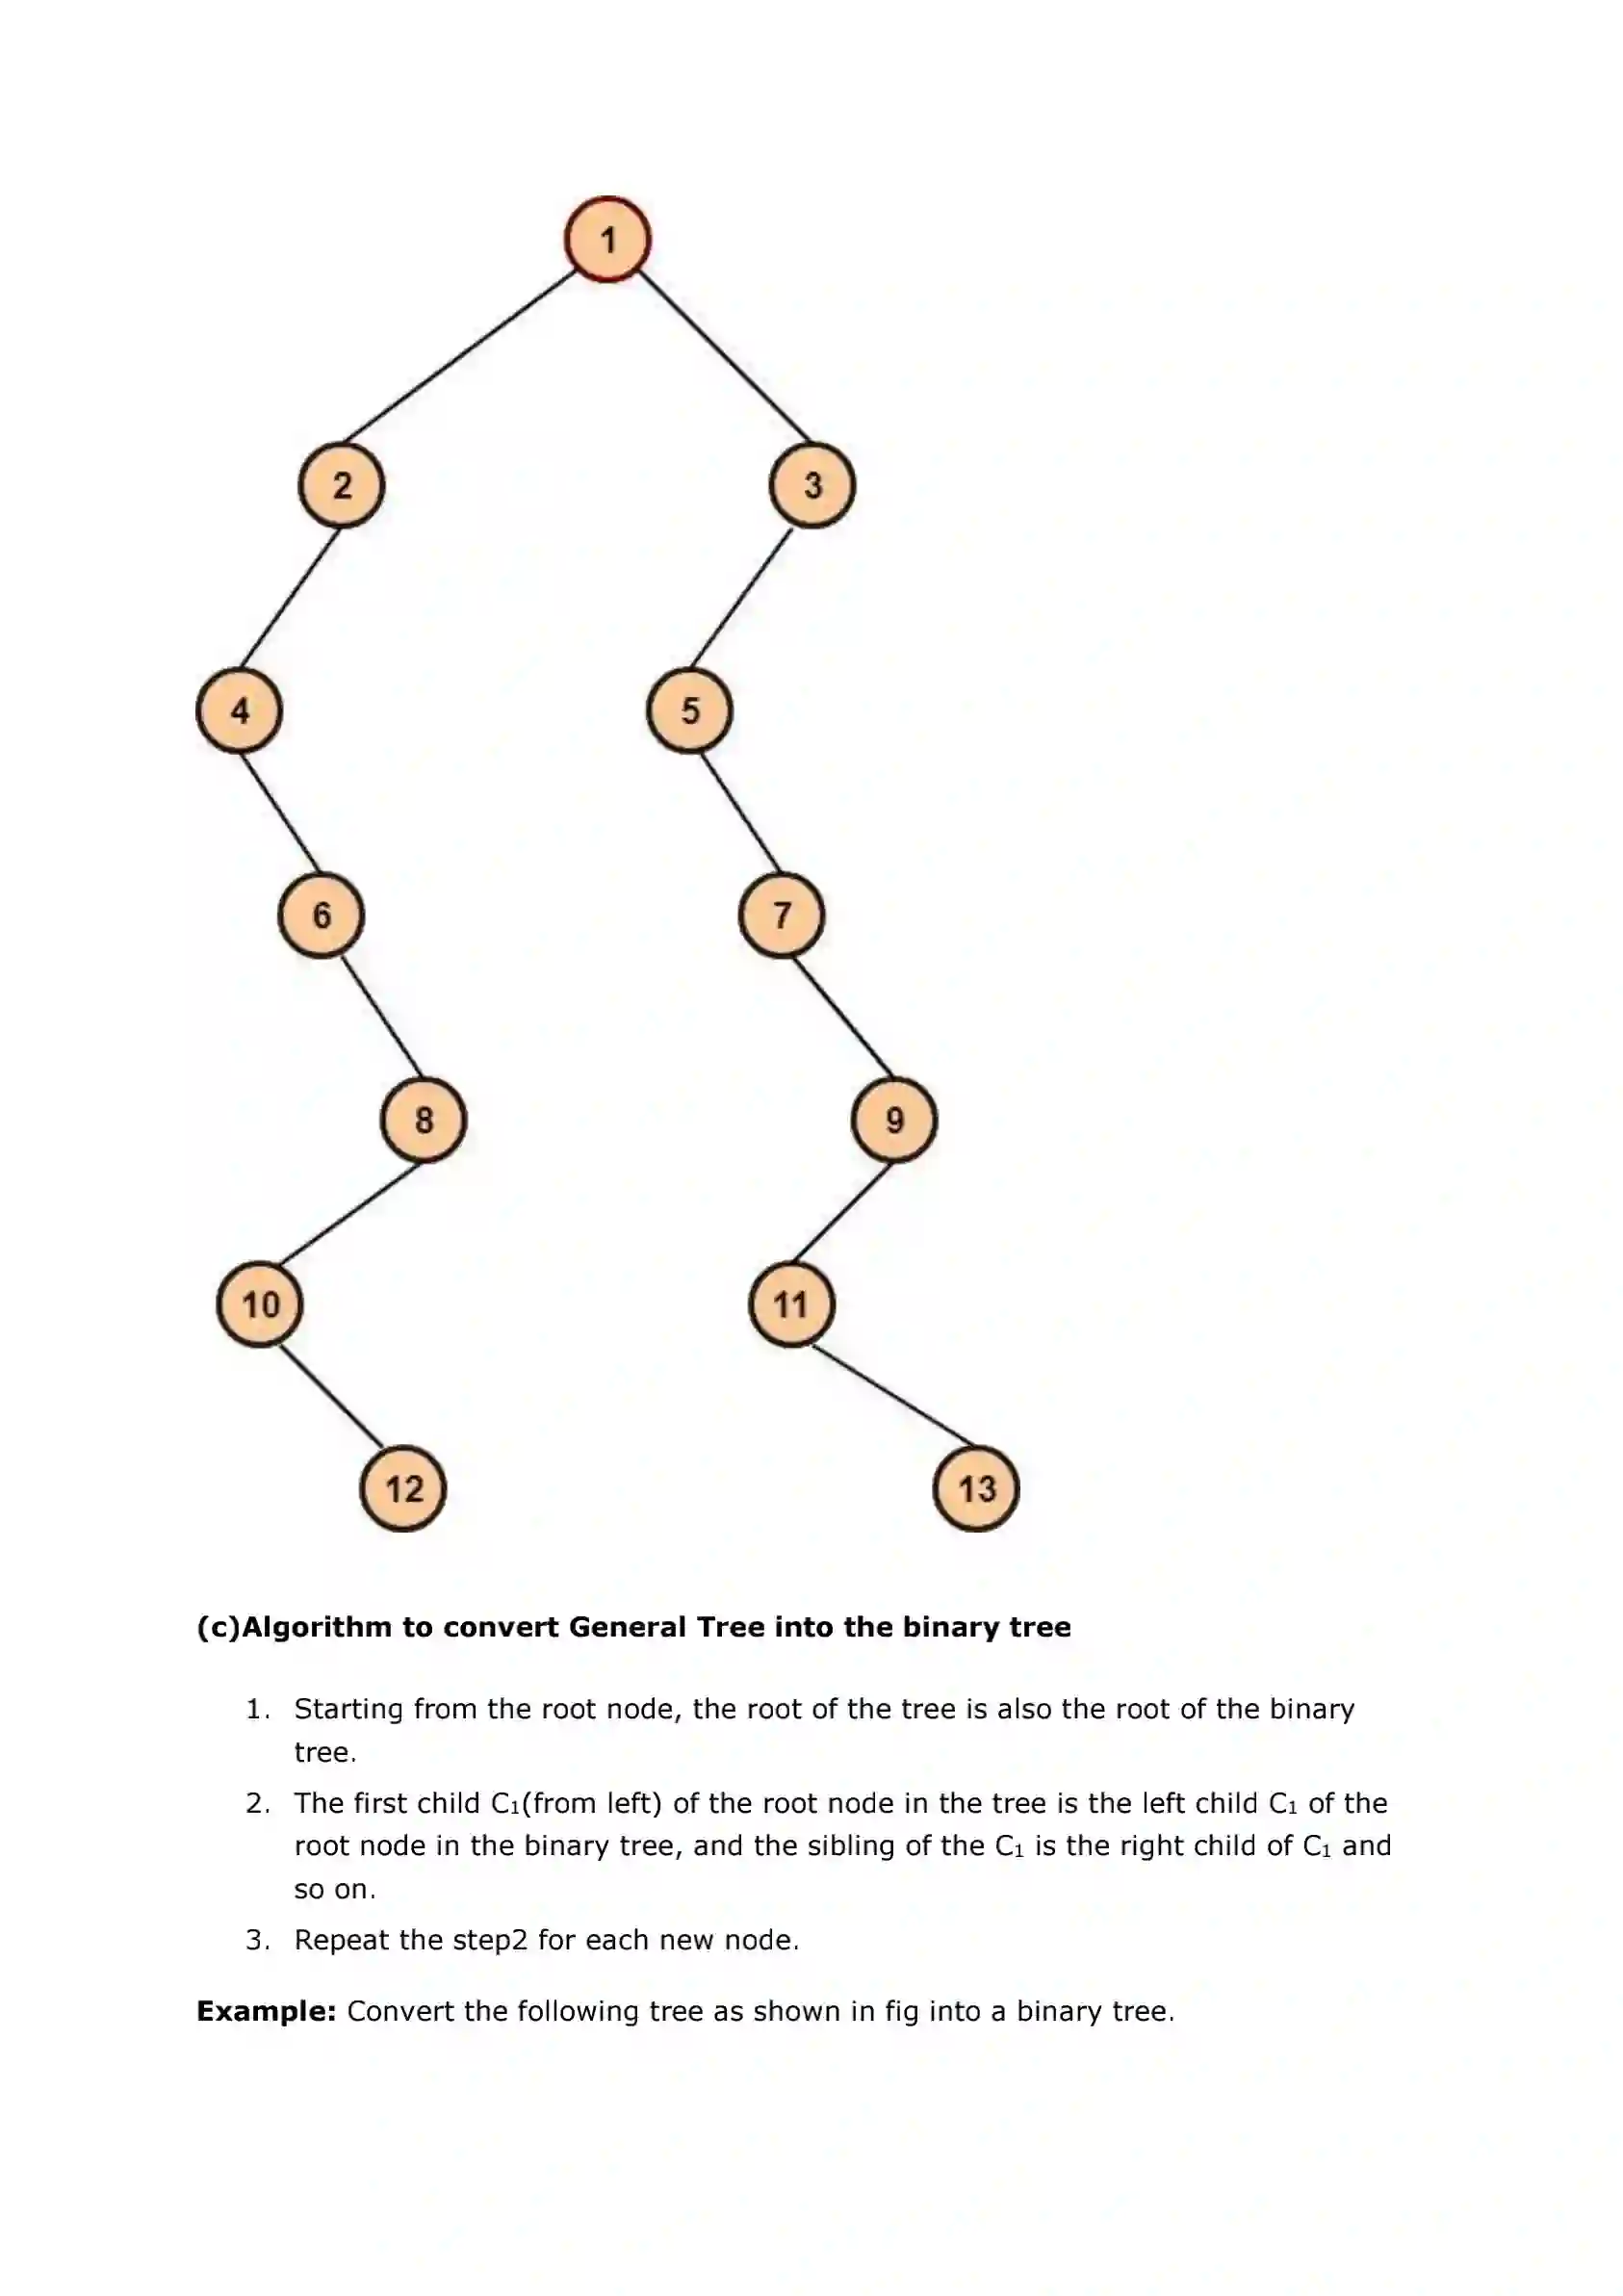 1
2
3
4
5
6
7
8
9
10
11
12
13
(c)Algorithm to convert General Tree into the binary tree
1. Starting from the root node, the root of the tree is also the root of the binary
tree.
2. The first child C₁(from left) of the root node in the tree is the left child C₁ of the
root node in the binary tree, and the sibling of the C₁ is the right child of C₁ and
so on.
3. Repeat the step2 for each new node.
Example: Convert the following tree as shown in fig into a binary tree.